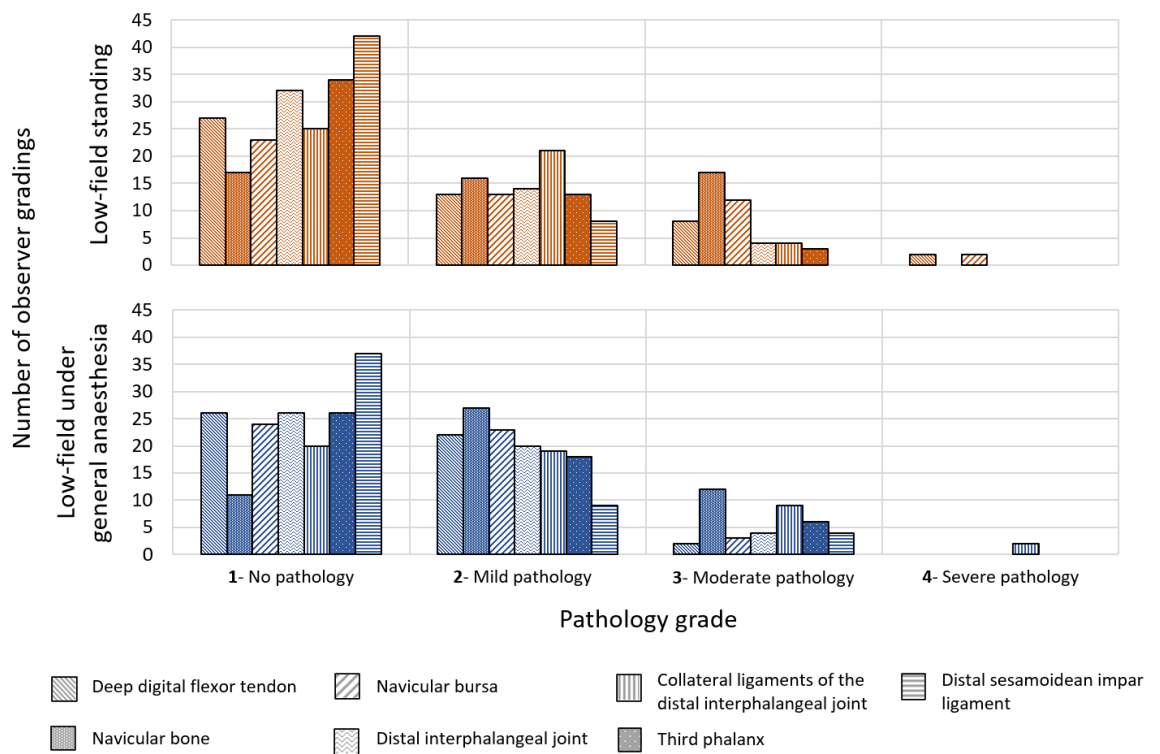 Number of observer gradings
Low-field standing
45
40
35
30
25
20
15
10
5
0
Low-field under
general anaesthesia
45
40
35
30
25
20
15
10
5
0
1- No pathology
2- Mild pathology
3- Moderate pathology
4- Severe pathology
Pathology grade
Deep digital flexor tendon
Navicular bursa
Collateral ligaments of the
distal interphalangeal joint
Distal sesamoidean impar
ligament
Navicular bone
Distal interphalangeal joint
Third phalanx